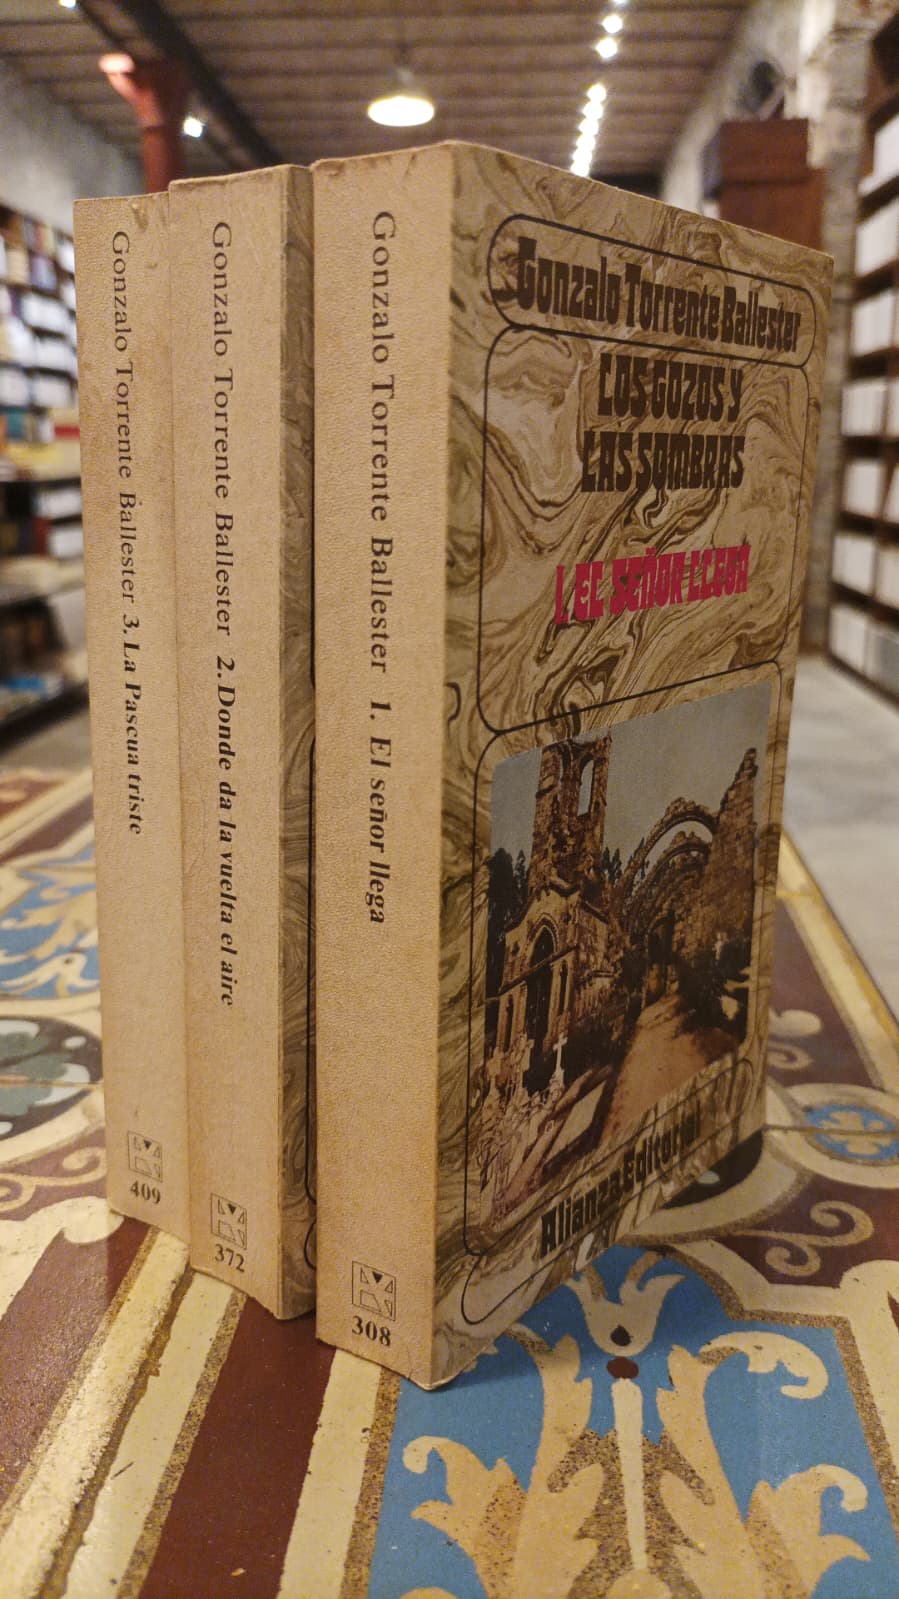 Gonzalo Torrente Ballester 3. La Pascua triste
409
Gonzalo Torrente Ballester 2. Donde da la vuelta el aire
372
Gonzalo Torrente Ballester 1. El señor llega
308
Gonzalo Torrente Ballester
LOS GOZOS Y
LAS SOMBRAS
1. EL SEÑOR LLEGA
Alianza Editorial